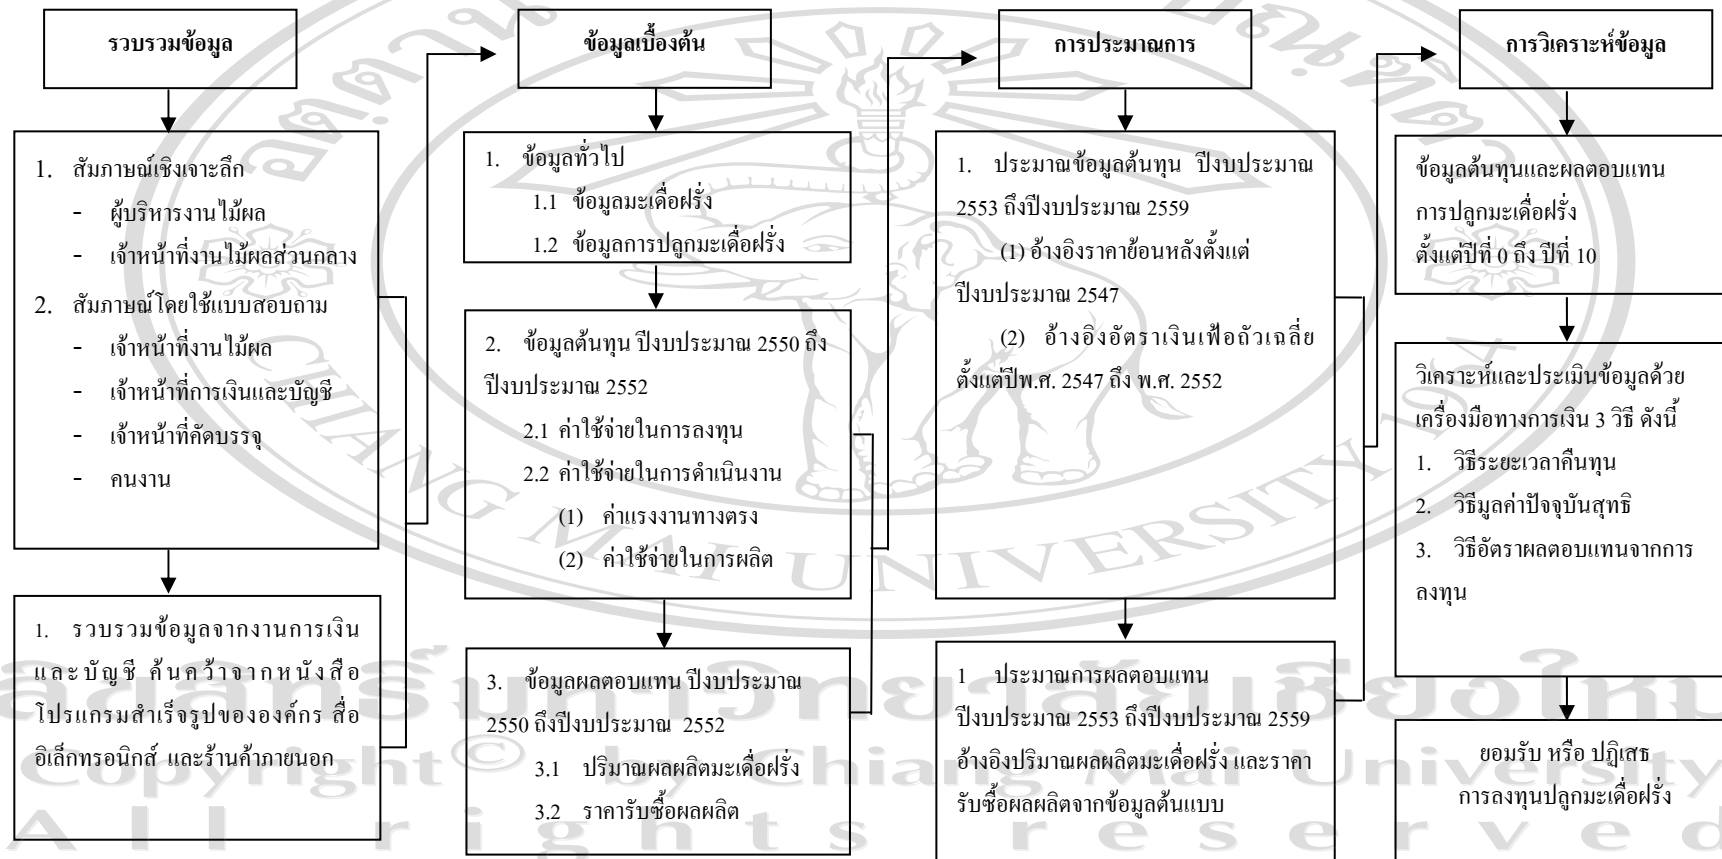 รวบรวมข้อมูล
1. สัมภาษณ์เชิงเจาะลึก
- ผู้บริหารงานไม้ผล
- เจ้าหน้าที่งานไม้ผลส่วนกลาง
2. สัมภาษณ์โดยใช้แบบสอบถาม
- เจ้าหน้าที่งานไม้ผล
- เจ้าหน้าที่การเงินและบัญชี
- เจ้าหน้าที่คัดบรรจุ
- คนงาน
1. รวบรวมข้อมูลจากงานการเงิน
และบัญชี ค้นคว้าจากหนังสือ
โปรแกรมสำเร็จรูปขององค์กร สื่อ
อิเล็กทรอนิกส์ และร้านค้าภายนอก
ข้อมูลเบื้องต้น
1. ข้อมูลทั่วไป
1.1 ข้อมูลมะเดื่อฝรั่ง
1.2 ข้อมูลการปลูกมะเดื่อฝรั่ง
2. ข้อมูลต้นทุน ปีงบประมาณ 2550 ถึง
ปีงบประมาณ 2552
2.1 ค่าใช้จ่ายในการลงทุน
2.2 ค่าใช้จ่ายในการดำเนินงาน
(1) ค่าแรงงานทางตรง
(2) ค่าใช้จ่ายในการผลิต
3. ข้อมูลผลตอบแทน ปีงบประมาณ
2550 ถึงปีงบประมาณ 2552
3.1 ปริมาณผลผลิตมะเดื่อฝรั่ง
3.2 ราคารับซื้อผลผลิต
การประมาณการ
1. ประมาณข้อมูลต้นทุน ปีงบประมาณ
2553 ถึงปีงบประมาณ 2559
(1) อ้างอิงราคาย้อนหลังตั้งแต่
ปีงบประมาณ 2547
(2) อ้างอิงอัตราเงินเฟ้อถัวเฉลี่ย
ตั้งแต่ปีพ.ศ. 2547 ถึง พ.ศ. 2552
1 ประมาณการผลตอบแทน
ปีงบประมาณ 2553 ถึงปีงบประมาณ 2559
อ้างอิงปริมาณผลผลิตมะเดื่อฝรั่ง และราคา
รับซื้อผลผลิตจากข้อมูลต้นแบบ
การวิเคราะห์ข้อมูล
ข้อมูลต้นทุนและผลตอบแทน
การปลูกมะเดื่อฝรั่ง
ตั้งแต่ปีที่ 0 ถึง ปีที่ 10
วิเคราะห์และประเมินข้อมูลด้วย
เครื่องมือทางการเงิน 3 วิธี ดังนี้
1. วิธีระยะเวลาคืนทุน
2. วิธีมูลค่าปัจจุบันสุทธิ
3. วิธีอัตราผลตอบแทนจากการ
ลงทุน
ยอมรับ หรือ ปฏิเสธ
การลงทุนปลูกมะเดื่อฝรั่ง
CHIANG MAI UNIVERSITY 1964
Copyright© by Chiang Mai University
All rights reserved